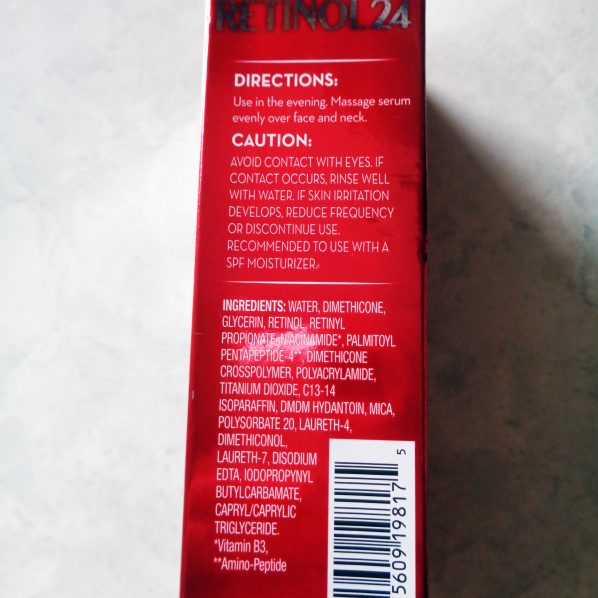 RETINOL24
DIRECTIONS:
Use in the evening. Massage serum
evenly over face and neck.
CAUTION:
AVOID CONTACT WITH EYES. IF
CONTACT OCCURS, RINSE WELL
WITH WATER. IF SKIN IRRITATION
DEVELOPS, REDUCE FREQUENCY
OR DISCONTINUE USE.
RECOMMENDED TO USE WITH A
SPF MOISTURIZER.
INGREDIENTS: WATER, DIMETHICONE,
GLYCERIN, RETINOL, RETINYL
PROPIONATE, NIACINAMIDE*, PALMITOYL
PENTAPEPTIDE-4**, DIMETHICONE
CROSSPOLYMER, POLYACRYLAMIDE,
TITANIUM DIOXIDE, C13-14
ISOPARAFFIN, DMDM HYDANTOIN, MICA,
POLYSORBATE 20, LAURETH-4,
DIMETHICONOL,
LAURETH-7, DISODIUM
EDTA, IODOPROPYNYL
BUTYLCARBAMATE,
CAPRYL/CAPRYLIC
TRIGLYCERIDE.
*Vitamin B3,
**Amino-Peptide
5609 19817 5